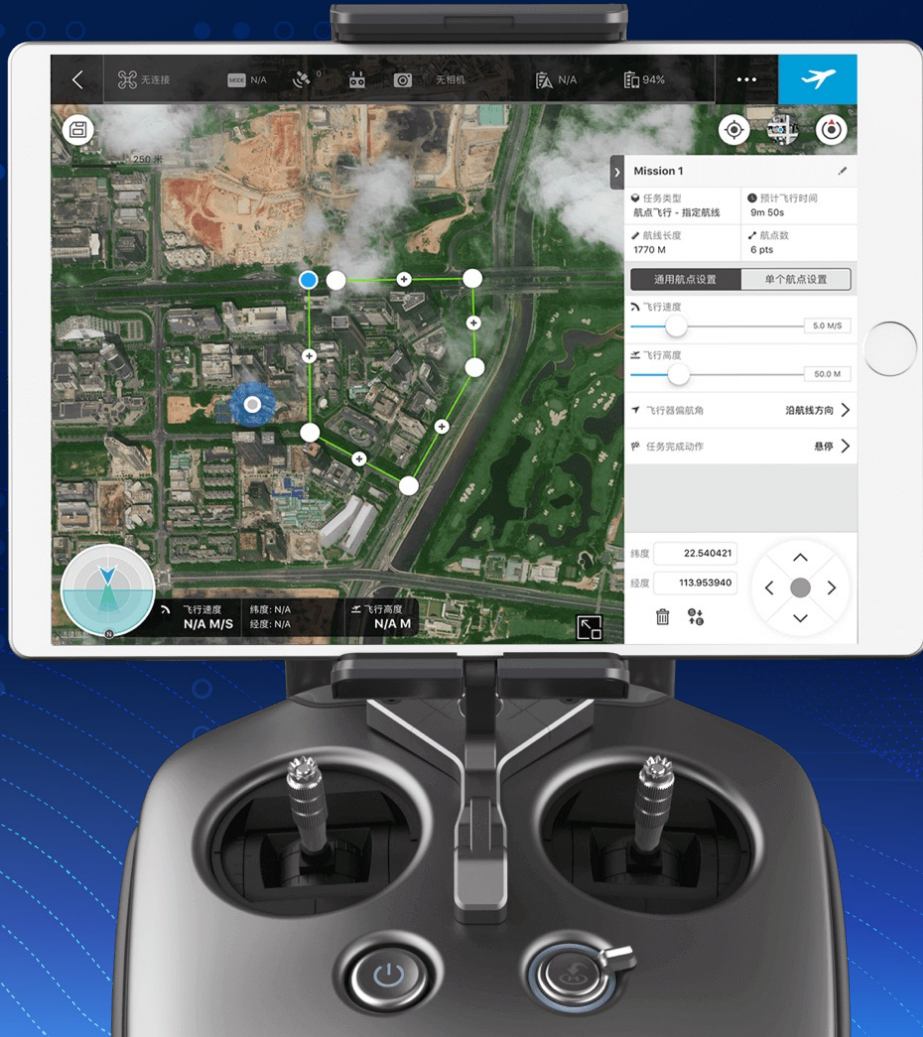 无连接
MODE
N/A
0
无相机
N/A
94%
250 米
Mission 1
任务类型
航点飞行 - 指定航线
预计飞行时间
9m 50s
航线长度
1770 M
航点数
6 pts
通用航点设置
单个航点设置
飞行速度
5.0 M/S
飞行高度
50.0 M
飞行器偏航角
沿航线方向
任务完成动作
悬停
纬度
22.540421
经度
113.953940
S
E
飞行速度
N/A M/S
纬度: N/A
经度: N/A
飞行高度
N/A M
N